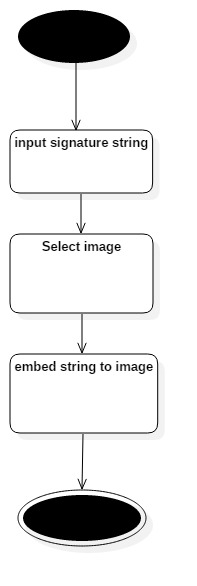 input signature string
Select image
embed string to image